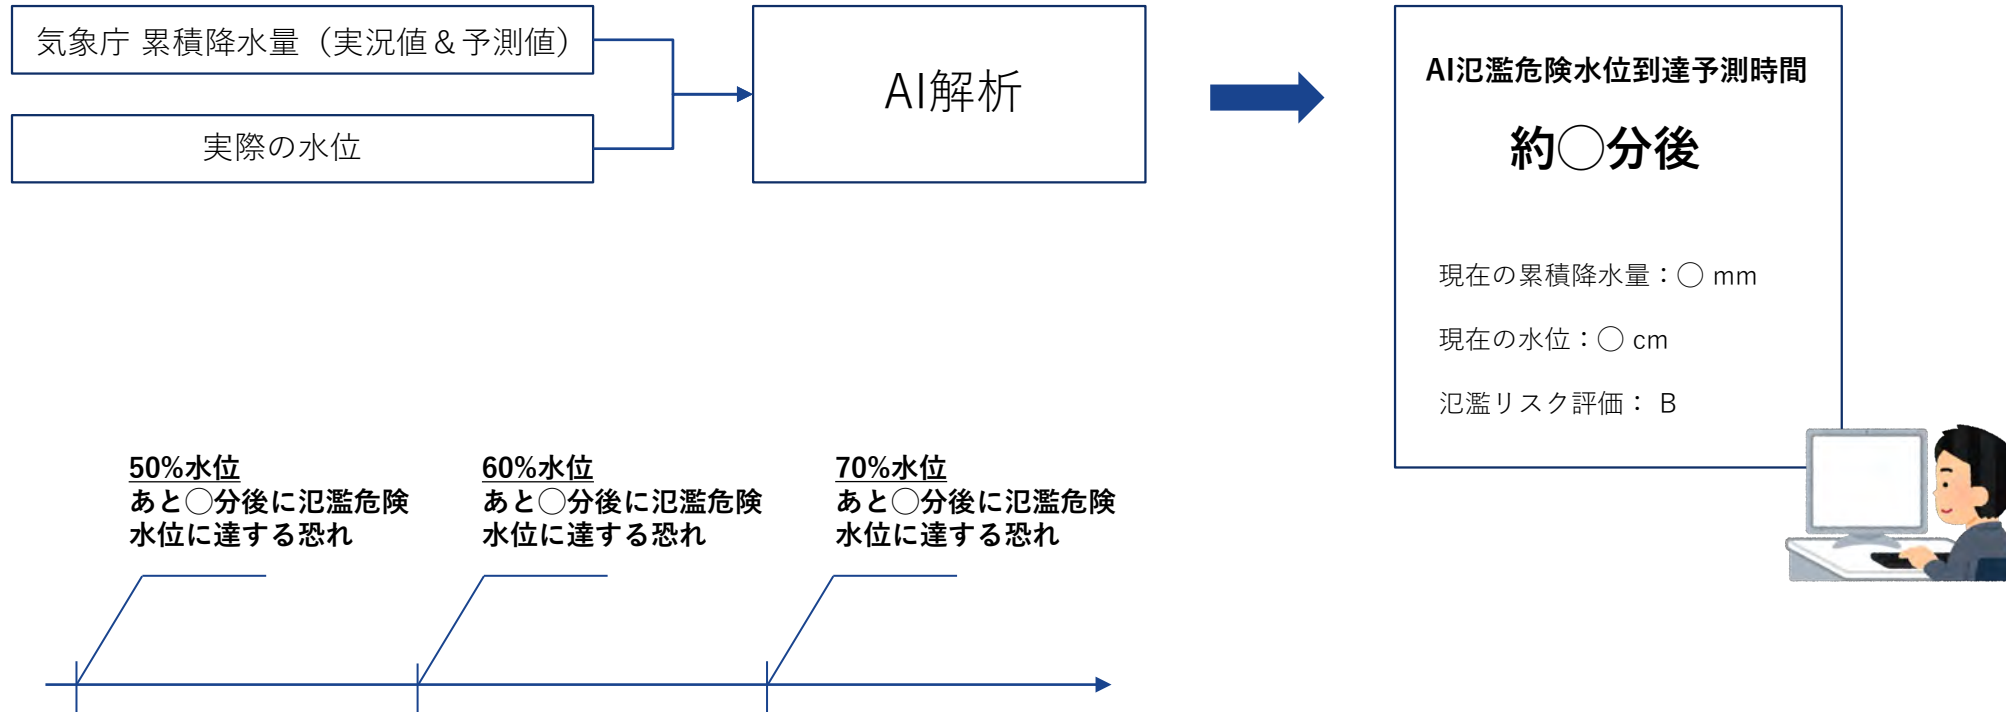 気象庁 累積降水量（実況値＆予測値）
実際の水位
AI解析
AI氾濫危険水位到達予測時間
約◯分後
現在の累積降水量：◯ mm
現在の水位：◯ cm
氾濫リスク評価： B
50%水位
あと◯分後に氾濫危険
水位に達する恐れ
60%水位
あと◯分後に氾濫危険
水位に達する恐れ
70%水位
あと◯分後に氾濫危険
水位に達する恐れ